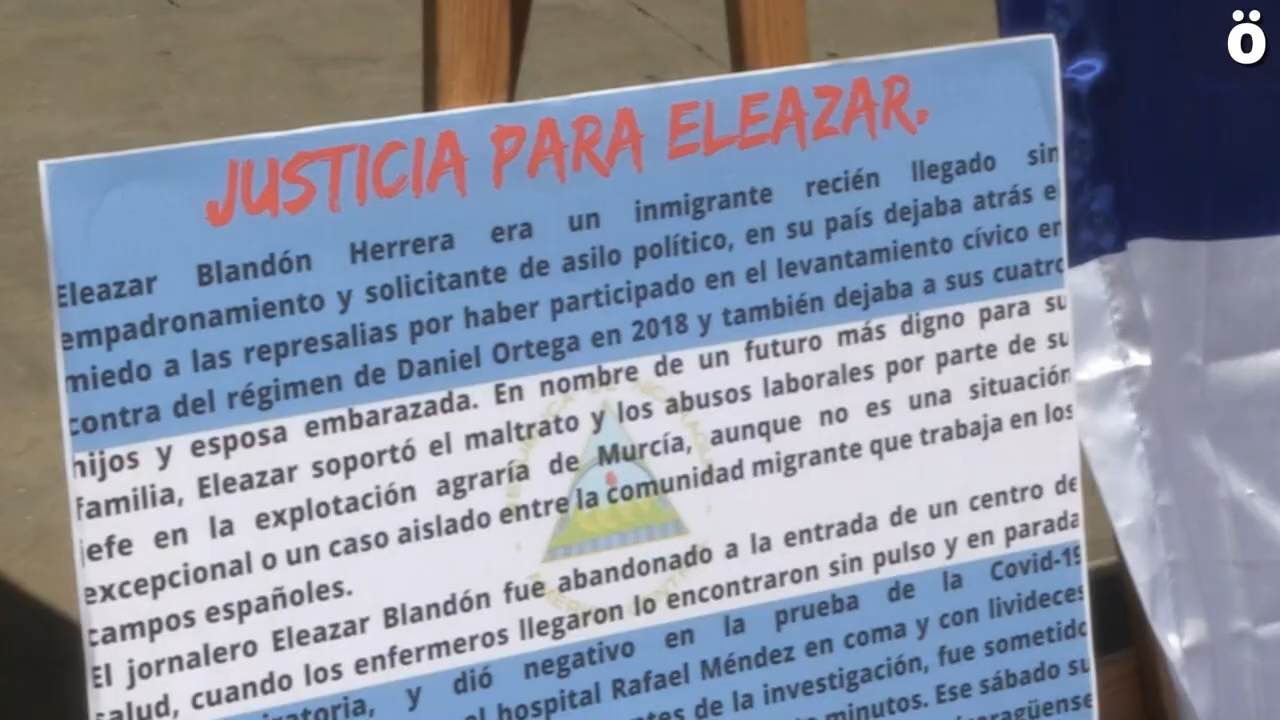 ö
JUSTICIA PARA ELEAZAR.
Eleazar Blandón Herrera era un inmigrante recién llegado sin
empadronamiento y solicitante de asilo político, en su país dejaba atrás el
miedo a las represalias por haber participado en el levantamiento cívico en
contra del régimen de Daniel Ortega en 2018 y también dejaba a sus cuatro
hijos y esposa embarazada. En nombre de un futuro más digno para su
familia, Eleazar soportó el maltrato y los abusos laborales por parte de su
jefe en la explotación agraría de Murcía, aunque no es una situación
excepcional o un caso aislado entre la comunidad migrante que trabaja en los
campos españoles.
El jornalero Eleazar Blandón fue abandonado a la entrada de un centro de
salud, cuando los enfermeros llegaron lo encontraron sin pulso y en parada
y dió negativo en la prueba de la Covid-19
el hospital Rafael Méndez en coma y con livideces
de la investigación, fue sometido
minutos. Ese sábado su